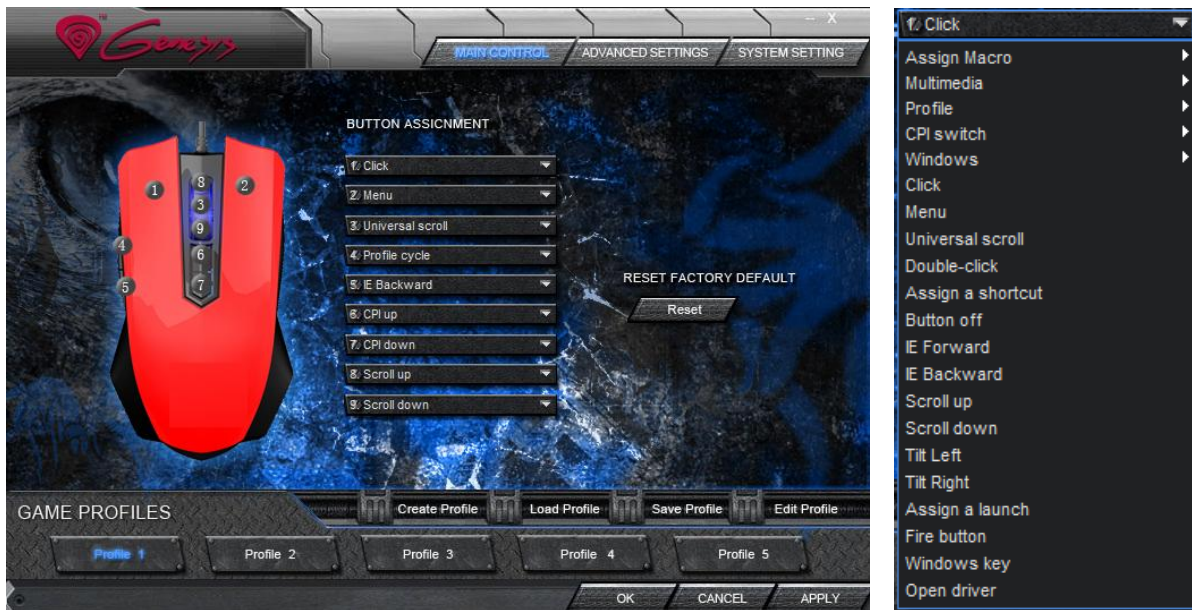 Genesis
X
MAIN CONTROL
ADVANCED SETTINGS
SYSTEM SETTING
BUTTON ASSICNMENT
1. Click
2. Menu
3. Universal scroll
4. Profile cycle
5. IE Backward
6. CPI up
7. CPI down
8. Scroll up
9. Scroll down
1
8
2
3
9
4
6
5
7
RESET FACTORY DEFAULT
Reset
GAME PROFILES
Create Profile
Load Profile
Save Profile
Edit Profile
Profile 1
Profile 2
Profile 3
Profile 4
Profile 5
OK
CANCEL
APPLY
1. Click
Assign Macro
Multimedia
Profile
CPI switch
Windows
Click
Menu
Universal scroll
Double-click
Assign a shortcut
Button off
IE Forward
IE Backward
Scroll up
Scroll down
Tilt Left
Tilt Right
Assign a launch
Fire button
Windows key
Open driver